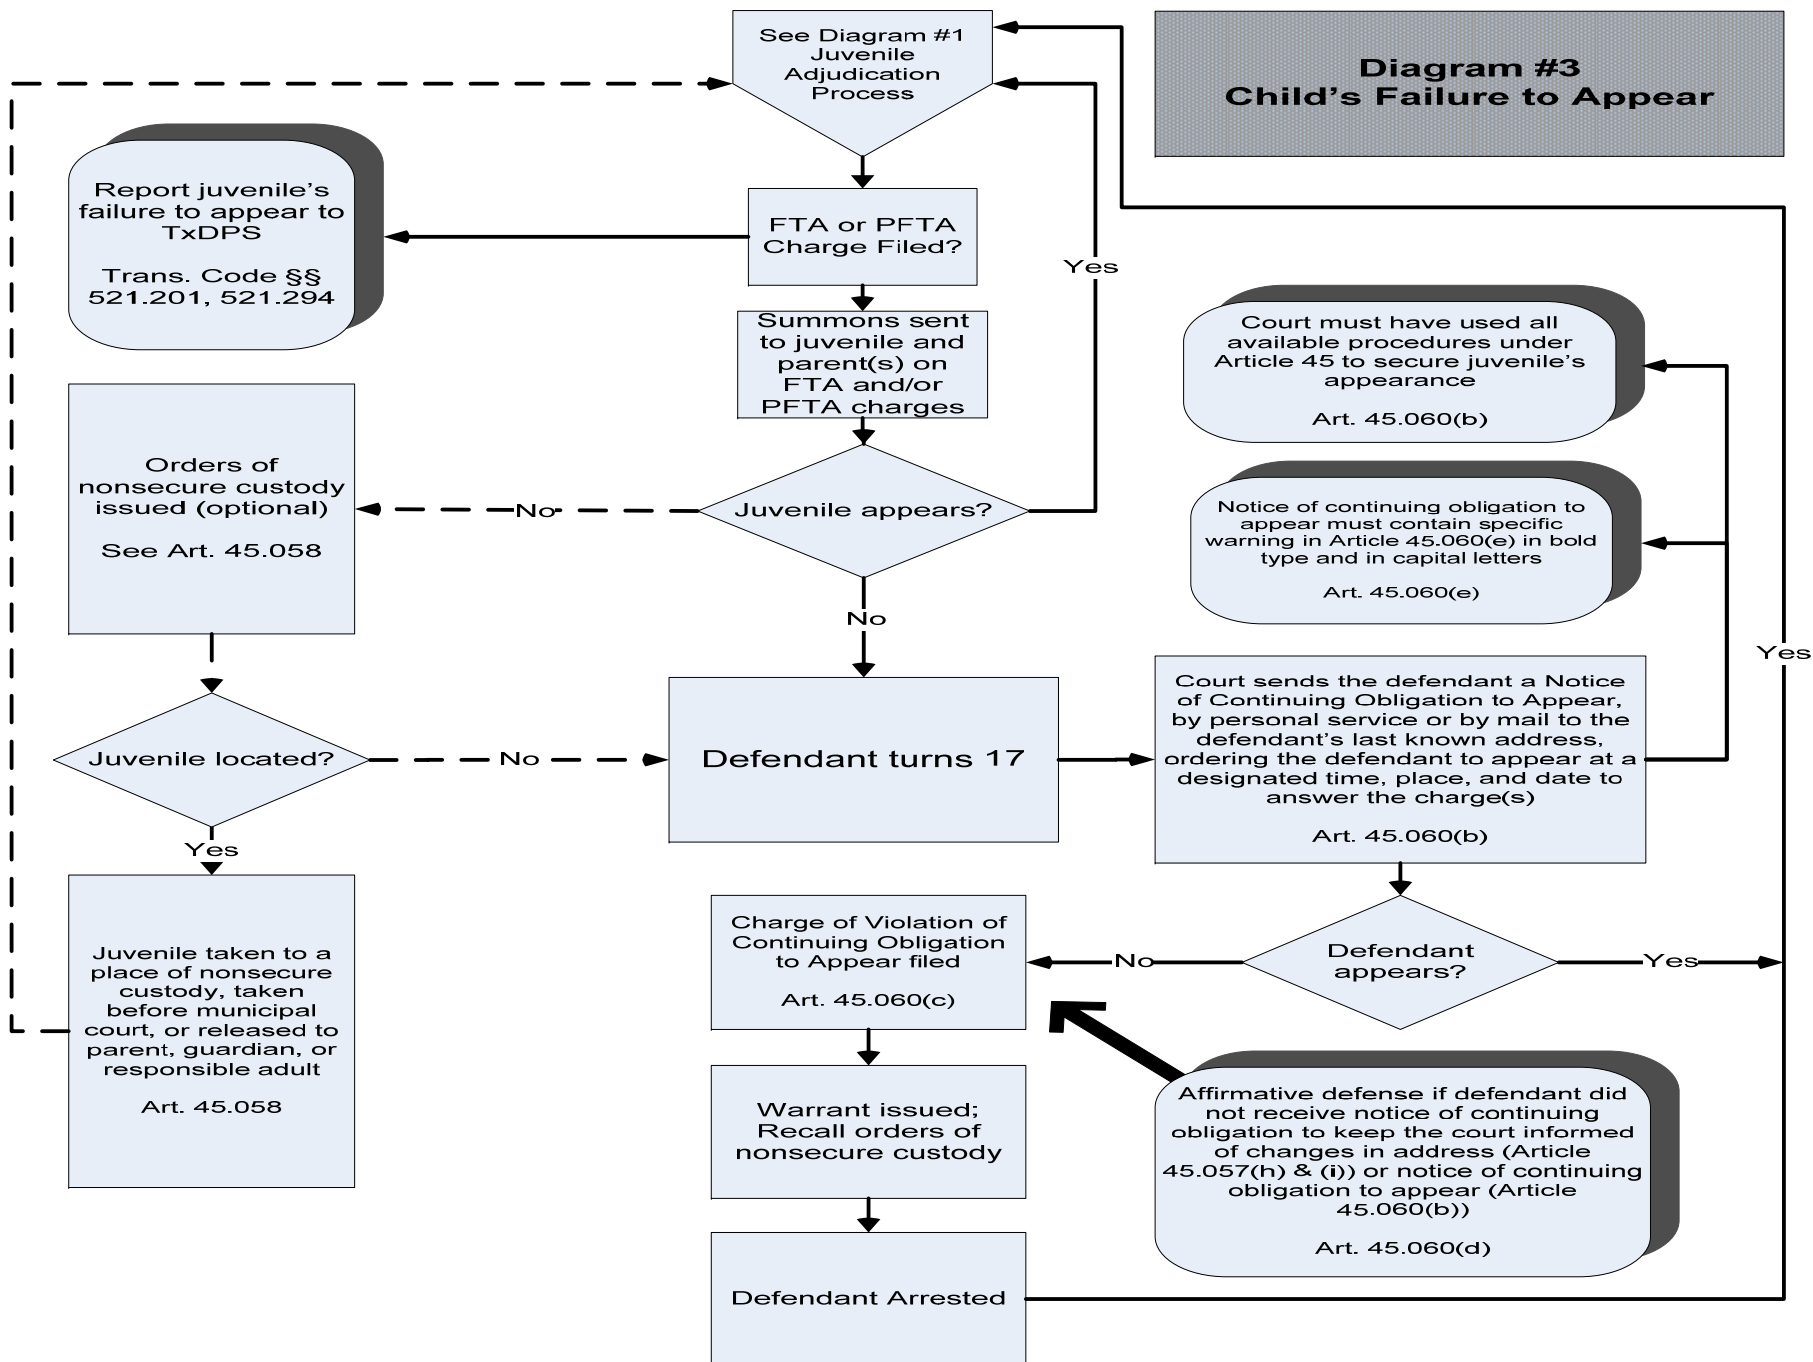 See Diagram #1
Juvenile
Adjudication
Process
Diagram #3
Child's Failure to Appear
Report juvenile's
failure to appear to
TxDPS
Trans. Code §§
521.201, 521.294
FTA or PFTA
Charge Filed?
Yes
Summons sent
to juvenile and
parent(s) on
FTA and/or
PFTA charges
Court must have used all
available procedures under
Article 45 to secure juvenile's
appearance
Art. 45.060(b)
Orders of
nonsecure custody
issued (optional)
See Art. 45.058
No
Juvenile appears?
Notice of continuing obligation to
appear must contain specific
warning in Article 45.060(e) in bold
type and in capital letters
Art. 45.060(e)
No
Yes
Juvenile located?
No
Defendant turns 17
Court sends the defendant a Notice
of Continuing Obligation to Appear,
by personal service or by mail to the
defendant's last known address,
ordering the defendant to appear at a
designated time, place, and date to
answer the charge(s)
Art. 45.060(b)
Yes
Juvenile taken to a
place of nonsecure
custody, taken
before municipal
court, or released to
parent, guardian, or
responsible adult
Art. 45.058
Charge of Violation of
Continuing Obligation
to Appear filed
Art. 45.060(c)
No
Defendant
appears?
Yes
Warrant issued;
Recall orders of
nonsecure custody
Affirmative defense if defendant did
not receive notice of continuing
obligation to keep the court informed
of changes in address (Article
45.057(h) & (i)) or notice of continuing
obligation to appear (Article
45.060(b))
Art. 45.060(d)
Defendant Arrested